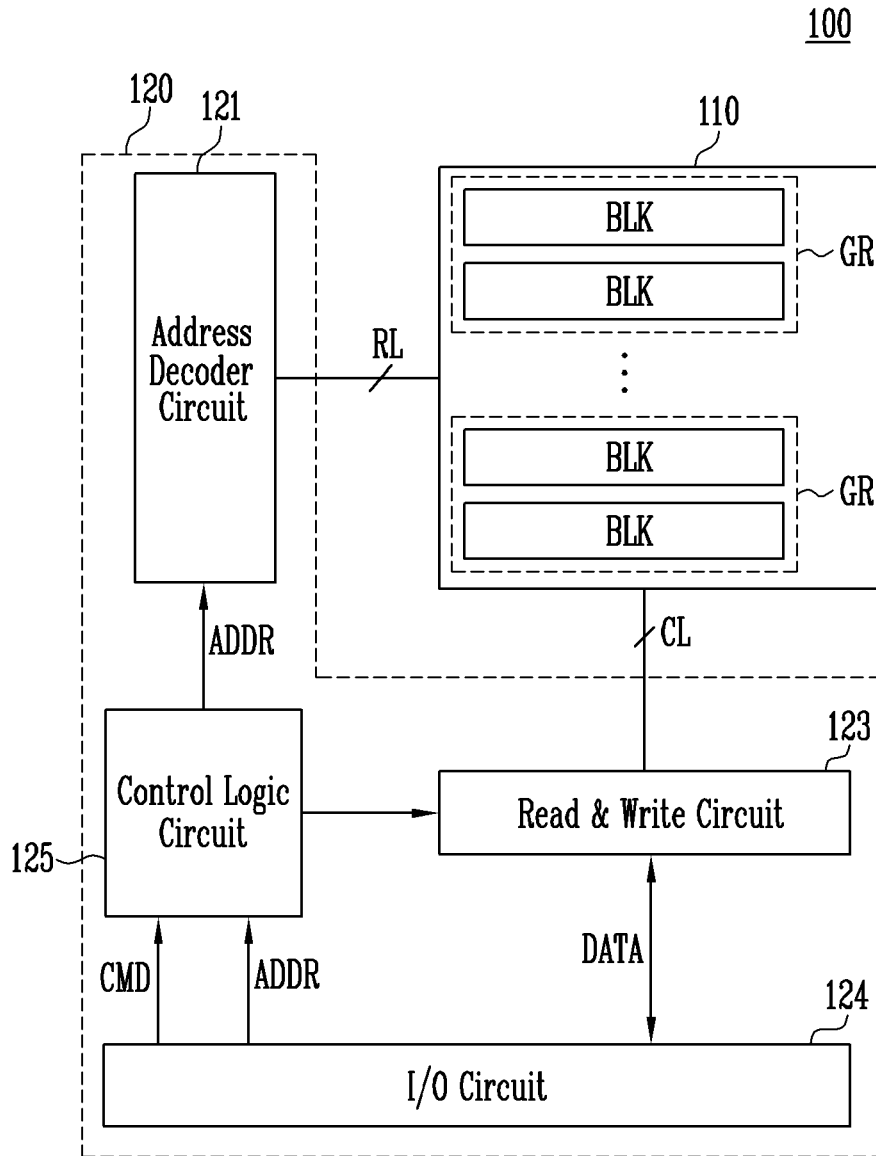 100
120
121
110
BLK
GR
BLK
Address
Decoder
Circuit
RL
BLK
GR
BLK
ADDR
CL
123
Control Logic
Circuit
Read & Write Circuit
125
CMD
ADDR
DATA
124
I/O Circuit